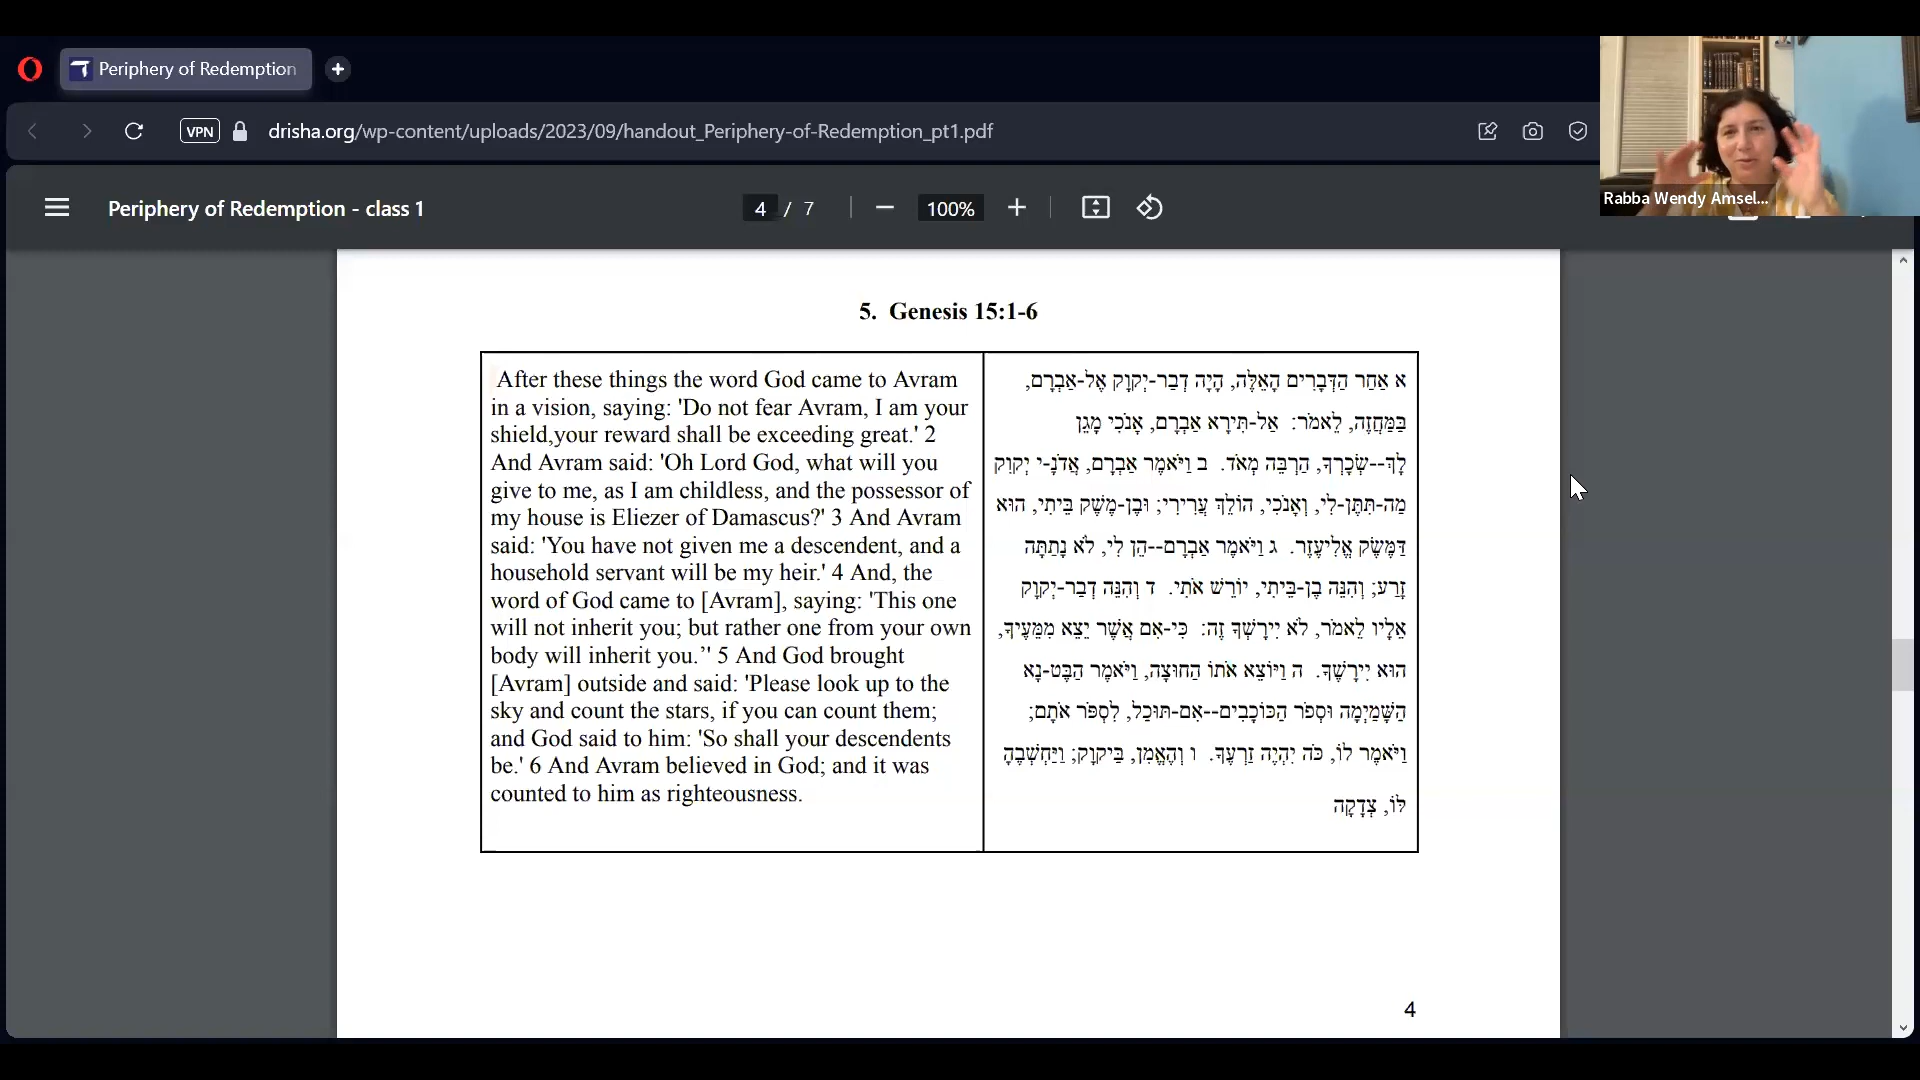 Periphery of Redemption
VPN
drisha.org/wp-content/uploads/2023/09/handout_Periphery-of-Redemption_pt1.pdf
Rabba Wendy Amsel...
Periphery of Redemption - class 1
4 / 7
100%
5. Genesis 15:1-6
After these things the word God came to Avram
in a vision, saying: 'Do not fear Avram, I am your
shield,your reward shall be exceeding great.' 2
And Avram said: 'Oh Lord God, what will you
give to me, as I am childless, and the possessor of
my house is Eliezer of Damascus?' 3 And Avram
said: 'You have not given me a descendent, and a
household servant will be my heir.' 4 And, the
word of God came to [Avram], saying: 'This one
will not inherit you; but rather one from your own
body will inherit you.’' 5 And God brought
[Avram] outside and said: 'Please look up to the
sky and count the stars, if you can count them;
and God said to him: 'So shall your descendents
be.' 6 And Avram believed in God; and it was
counted to him as righteousness.
א אַחַר הַדְּבָרִים הָאֵלֶּה, הָיָה דְבַר-יְקוָק אֶל-אַבְרָם,
בַּמַּחֲזֶה, לֵאמֹר: אַל-תִּירָא אַבְרָם, אָנֹכִי מָגֵן
לָךְ--שְׂכָרְךָ, הַרְבֵּה מְאֹד. ב וַיֹּאמֶר אַבְרָם, אֲדֹנָ-י יְקוִק
מַה-תִּתֶּן-לִי, וְאָנֹכִי, הוֹלֵךְ עֲרִירִי; וּבֶן-מֶשֶׁק בֵּיתִי, הוּא
דַּמֶּשֶׂק אֱלִיעֶזֶר. ג וַיֹּאמֶר אַבְרָם--הֵן לִי, לֹא נָתַתָּה
זָרַע; וְהִנֵּה בֶן-בֵּיתִי, יוֹרֵשׁ אֹתִי. ד וְהִנֵּה דְבַר-יְקוָק
אֵלָיו לֵאמֹר, לֹא יִירָשְׁךָ זֶה: כִּי-אִם אֲשֶׁר יֵצֵא מִמֵּעֶיךָ,
הוּא יִירָשֶׁךָ. ה וַיּוֹצֵא אֹתוֹ הַחוּצָה, וַיֹּאמֶר הַבֶּט-נָא
הַשָּׁמַיְמָה וּסְפֹר הַכּוֹכָבִים--אִם-תּוּכַל, לִסְפֹּר אֹתָם;
וַיֹּאמֶר לוֹ, כֹּה יִהְיֶה זַרְעֶךָ. ו וְהֶאֱמִן, בַּיקוָק; וַיַּחְשְׁבֶהָ
לּוֹ, צְדָקָה
4